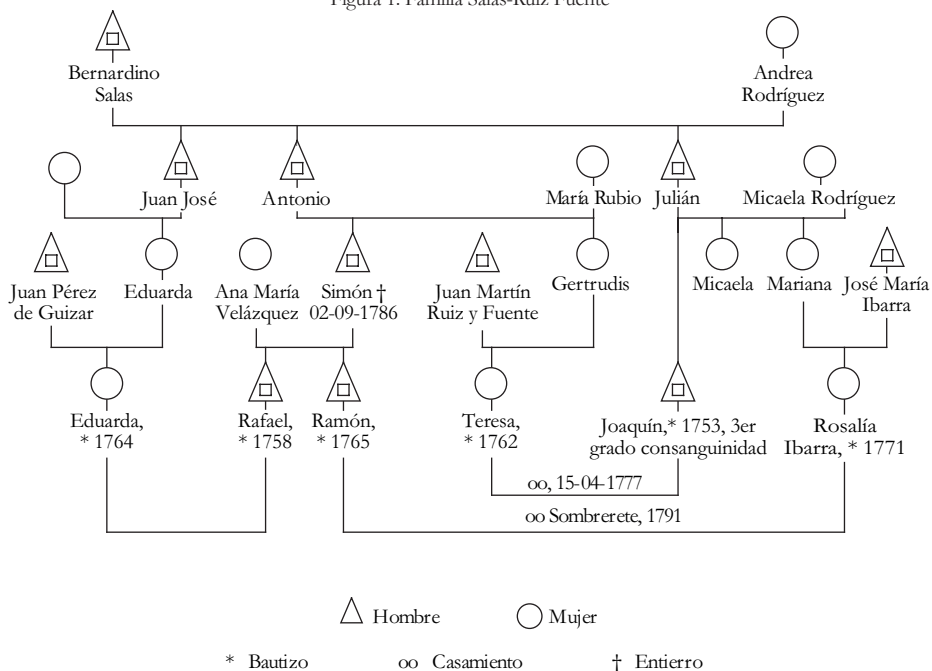 Figura 1. Familia Salas-Ruiz Fuente
Bernardino
Salas
Andrea
Rodríguez
Juan José
Antonio
María Rubio
Julián
Micaela Rodríguez
Juan Pérez
de Guizar
Eduarda
Ana María
Velázquez
Simón †
02-09-1786
Juan Martín
Ruiz y Fuente
Gertrudis
Micaela
Mariana
José María
Ibarra
Eduarda,
* 1764
Rafael,
* 1758
Ramón,
* 1765
Teresa,
* 1762
Joaquín,* 1753, 3er
grado consanguinidad
Rosalía
Ibarra, * 1771
oo, 15-04-1777
oo Sombrerete, 1791
Hombre
Mujer
* Bautizo
oo Casamiento
† Entierro